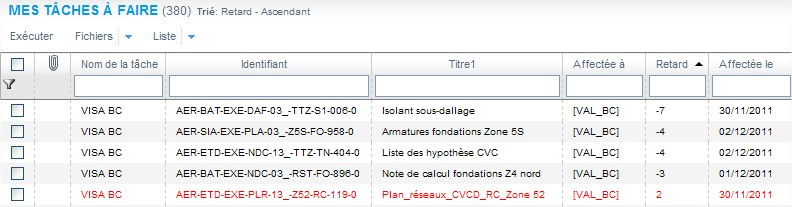 MES TÂCHES À FAIRE (380) Trié: Retard - Ascendant
Exécuter Fichiers Liste
Nom de la tâche Identifiant Titre1 Affectée à Retard Affectée le
VISA BC AER-BAT-EXE-DAF-03_-TTZ-S1-006-0 Isolant sous-dallage [VAL_BC] -7 30/11/2011
VISA BC AER-SIA-EXE-PLA-03_-Z5S-FO-958-0 Armatures fondations Zone 5S [VAL_BC] -4 02/12/2011
VISA BC AER-ETD-EXE-NDC-13_-TTZ-TN-404-0 Liste des hypothèse CVC [VAL_BC] -4 02/12/2011
VISA BC AER-BAT-EXE-NDC-03_-RST-FO-896-0 Note de calcul fondations Z4 nord [VAL_BC] -3 01/12/2011
VISA BC AER-ETD-EXE-PLR-13_-Z52-RC-119-0 Plan_réseaux_CVCD_RC_Zone 52 [VAL_BC] 2 30/11/2011